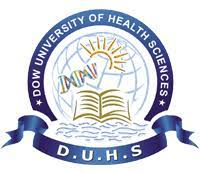 DOW UNIVERSITY OF HEALTH SCIENCES
D.U.H.S